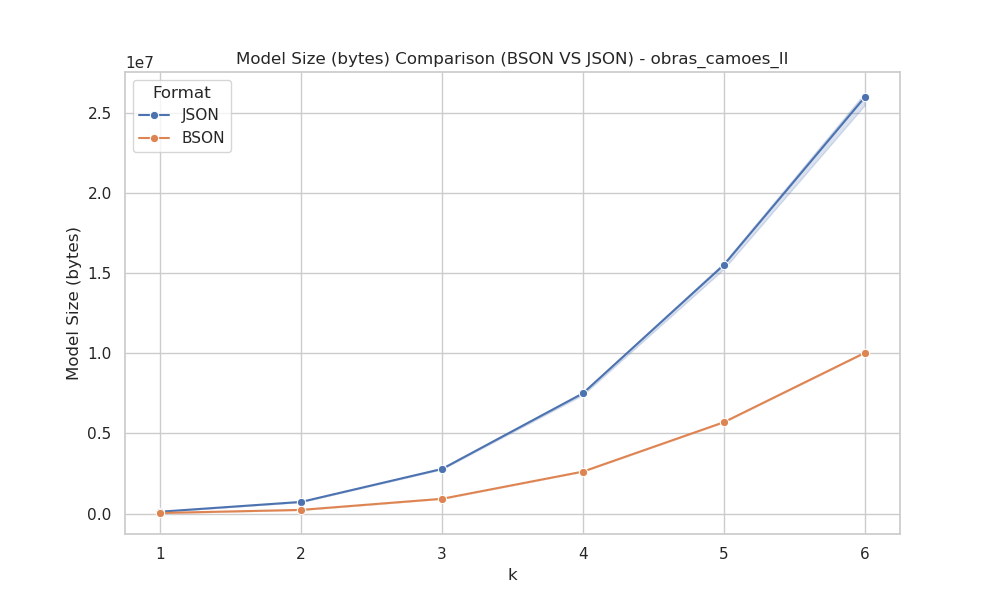 Model Size (bytes) Comparison (BSON VS JSON) - obras_camoes_II
1e7
Format
JSON
BSON
2.5
2.0
1.5
1.0
0.5
0.0
Model Size (bytes)
1 2 3 4 5 6
k